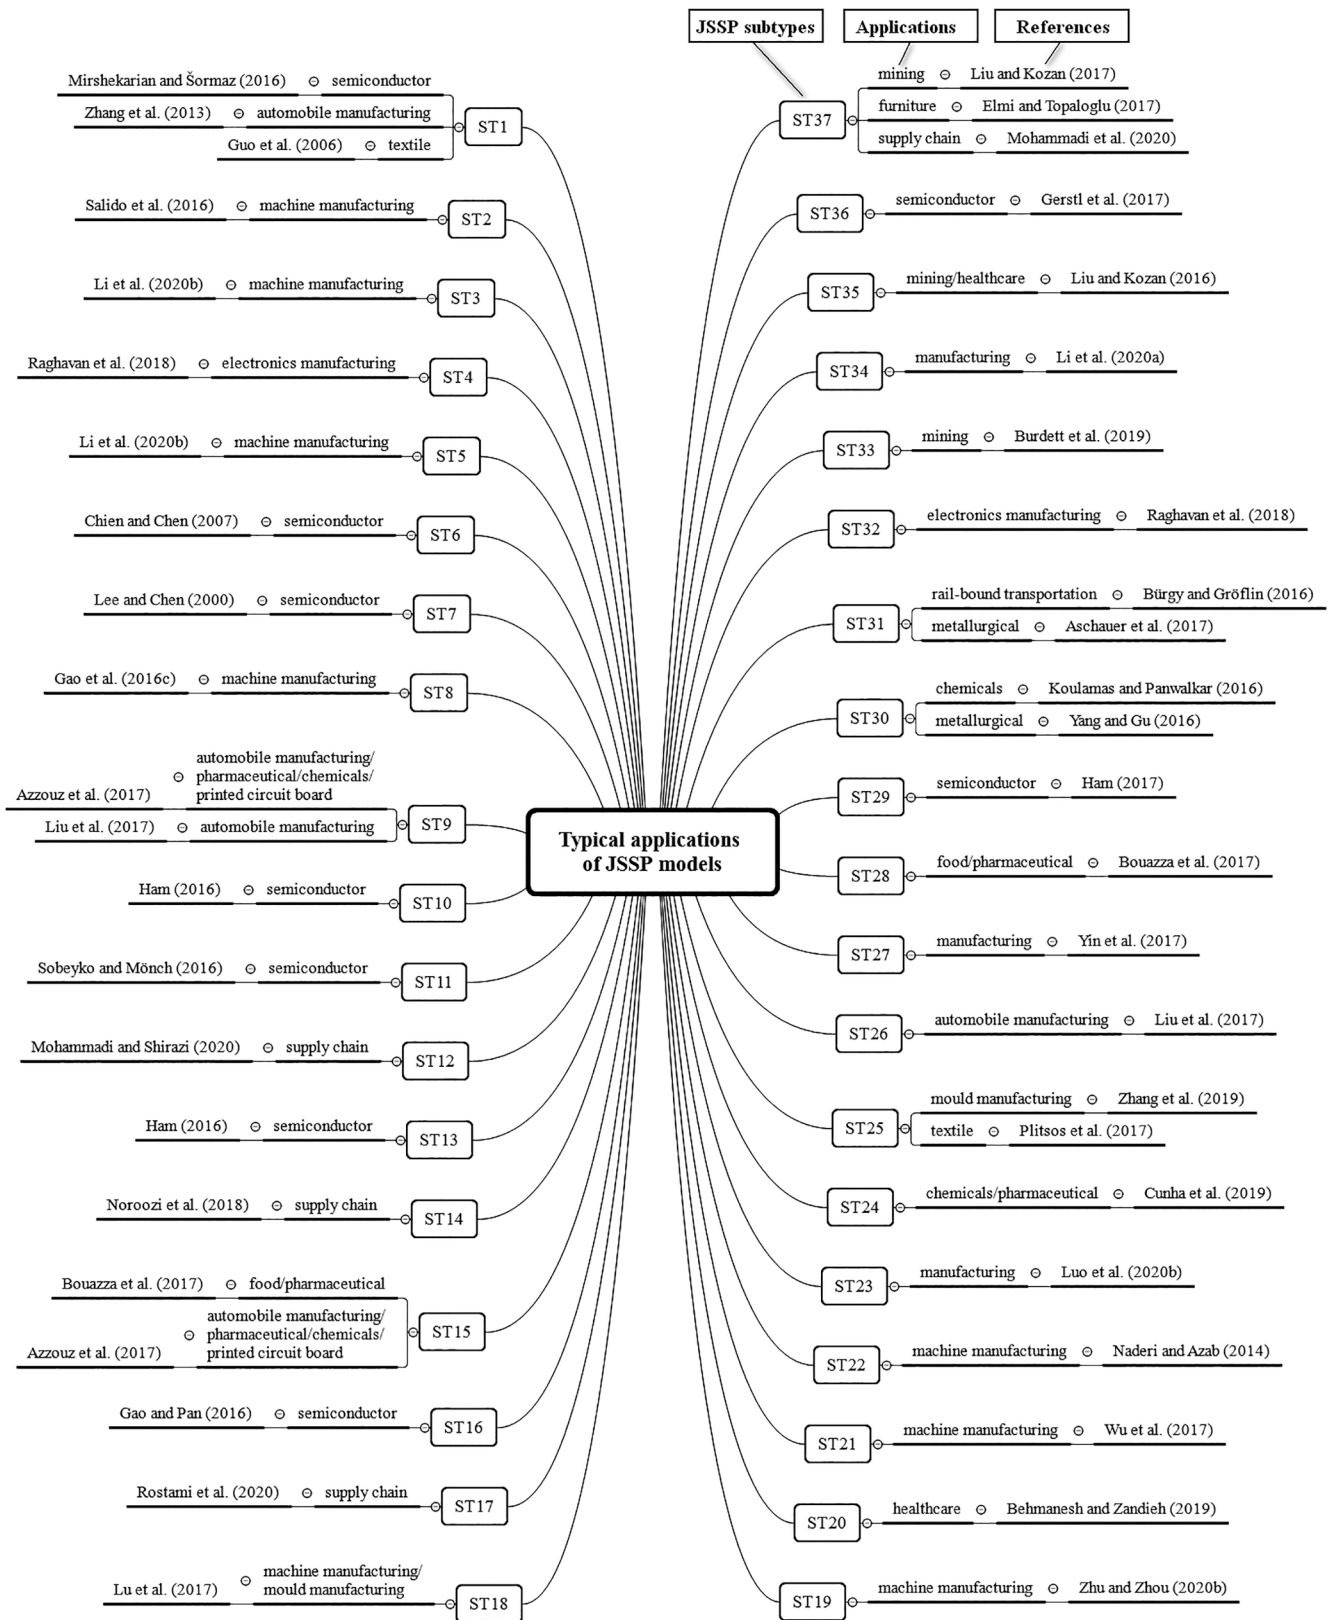 JSSP subtypes
Applications
References
Typical applications
of JSSP models
Mirshekarian and Šormaz (2016) semiconductor
Zhang et al. (2013) automobile manufacturing
Guo et al. (2006) textile
ST1
Salido et al. (2016) machine manufacturing
ST2
Li et al. (2020b) machine manufacturing
ST3
Raghavan et al. (2018) electronics manufacturing
ST4
Li et al. (2020b) machine manufacturing
ST5
Chien and Chen (2007) semiconductor
ST6
Lee and Chen (2000) semiconductor
ST7
Gao et al. (2016c) machine manufacturing
ST8
automobile manufacturing/
pharmaceutical/chemicals/
printed circuit board
Azzouz et al. (2017)
Liu et al. (2017) automobile manufacturing
ST9
Ham (2016) semiconductor
ST10
Sobeyko and Mönch (2016) semiconductor
ST11
Mohammadi and Shirazi (2020) supply chain
ST12
Ham (2016) semiconductor
ST13
Noroozi et al. (2018) supply chain
ST14
Bouazza et al. (2017) food/pharmaceutical
automobile manufacturing/
pharmaceutical/chemicals/
printed circuit board
Azzouz et al. (2017)
ST15
Gao and Pan (2016) semiconductor
ST16
Rostami et al. (2020) supply chain
ST17
machine manufacturing/
mould manufacturing
Lu et al. (2017)
ST18
ST37
mining Liu and Kozan (2017)
furniture Elmi and Topaloglu (2017)
supply chain Mohammadi et al. (2020)
ST36
semiconductor Gerstl et al. (2017)
ST35
mining/healthcare Liu and Kozan (2016)
ST34
manufacturing Li et al. (2020a)
ST33
mining Burdett et al. (2019)
ST32
electronics manufacturing Raghavan et al. (2018)
ST31
rail-bound transportation Bürgy and Gröflin (2016)
metallurgical Aschauer et al. (2017)
ST30
chemicals Koulamas and Panwalkar (2016)
metallurgical Yang and Gu (2016)
ST29
semiconductor Ham (2017)
ST28
food/pharmaceutical Bouazza et al. (2017)
ST27
manufacturing Yin et al. (2017)
ST26
automobile manufacturing Liu et al. (2017)
ST25
mould manufacturing Zhang et al. (2019)
textile Plitsos et al. (2017)
ST24
chemicals/pharmaceutical Cunha et al. (2019)
ST23
manufacturing Luo et al. (2020b)
ST22
machine manufacturing Naderi and Azab (2014)
ST21
machine manufacturing Wu et al. (2017)
ST20
healthcare Behmanesh and Zandieh (2019)
ST19
machine manufacturing Zhu and Zhou (2020b)